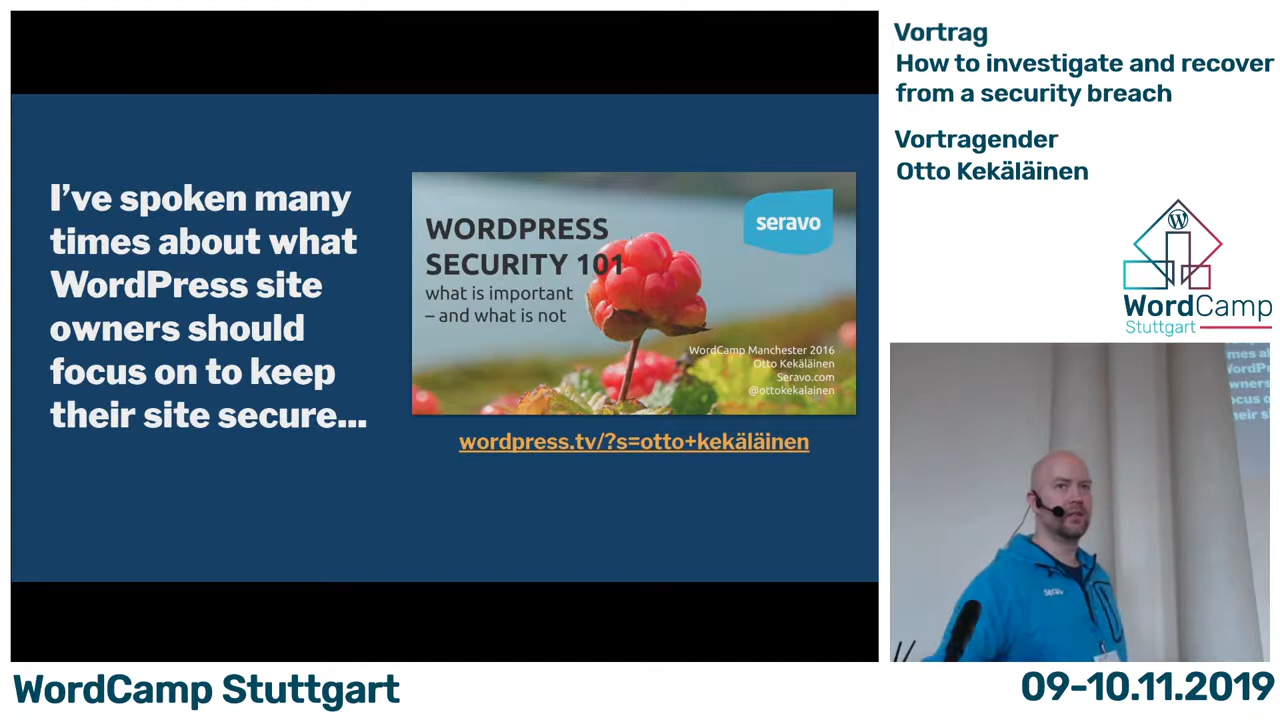 I've spoken many
times about what
WordPress site
owners should
focus on to keep
their site secure...
WORDPRESS
SECURITY 101
what is important
– and what is not
seravo
WordCamp Manchester 2016
Otto Kekäläinen
Seravo.com
@ottokekalainen
wordpress.tv/?s=otto+kekäläinen
Vortrag
How to investigate and recover
from a security breach
Vortragender
Otto Kekäläinen
W
WordCamp
Stuttgart
WordCamp Stuttgart
09-10.11.2019